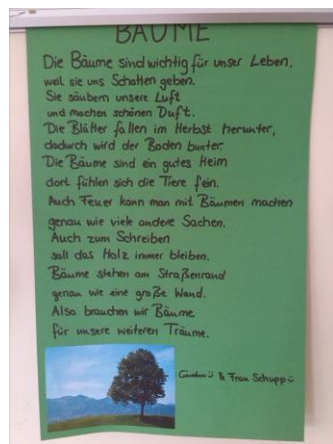 BÄUME
Die Bäume sind wichtig für unser Leben,
weil sie uns Schatten geben.
Sie säubern unsere Luft
und machen schönen Duft.
Die Blätter fallen im Herbst herunter,
dadurch wird der Boden bunter.
Die Bäume sind ein gutes Heim
dort fühlen sich die Tiere fein.
Auch Feuer kann man mit Bäumen machen
genau wie viele andere Sachen.
Auch zum Schreiben
soll das Holz immer bleiben.
Bäume stehen am Straßenrand
genau wie eine große Wand.
Also brauchen wir Bäume
für unsere weiteren Träume.
& Frau Schupp